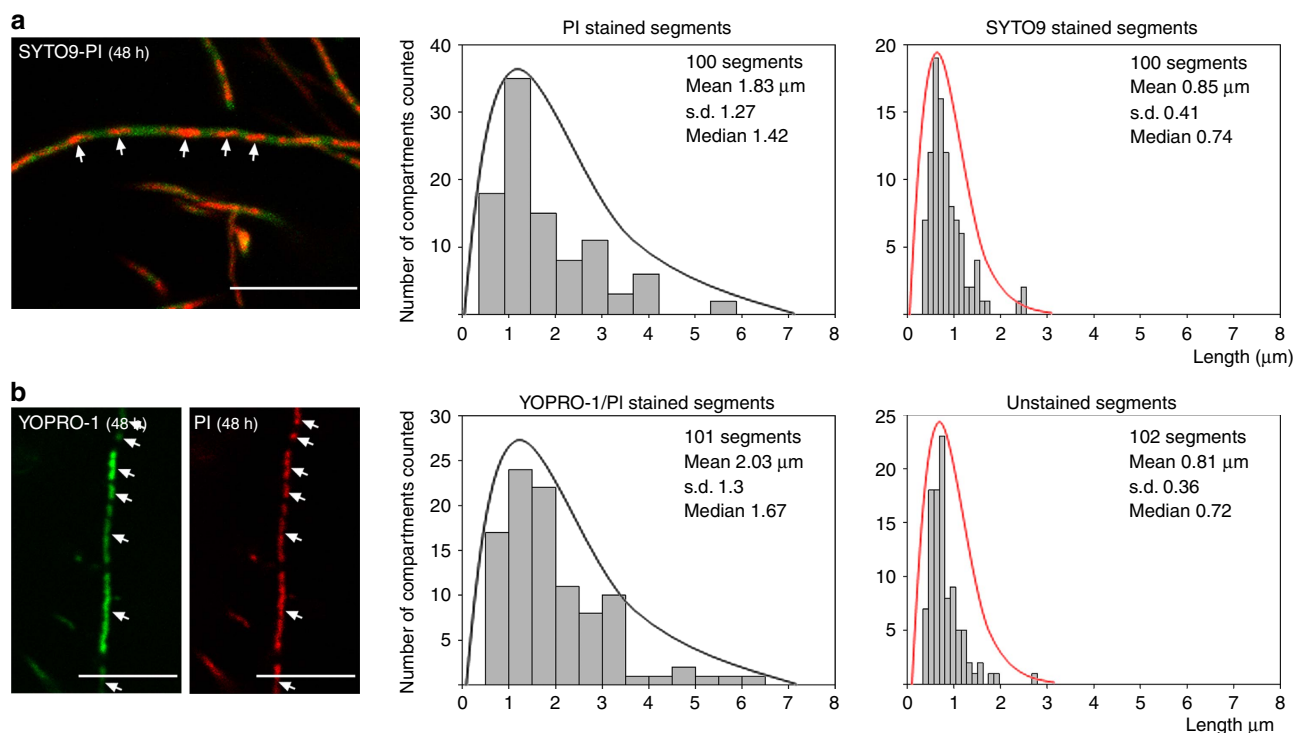 a
SYTO9-PI (48 h)
PI stained segments
Number of compartments counted
40
30
20
10
0 1 2 3 4 5 6 7 8
100 segments
Mean 1.83 μm
s.d. 1.27
Median 1.42
SYTO9 stained segments
20
15
10
5
0 1 2 3 4 5 6 7 8
100 segments
Mean 0.85 μm
s.d. 0.41
Median 0.74
Length (μm)
b
YOPRO-1 (48 h)
PI (48 h)
YOPRO-1/PI stained segments
Number of compartments counted
30
25
20
15
10
5
0 1 2 3 4 5 6 7 8
101 segments
Mean 2.03 μm
s.d. 1.3
Median 1.67
Unstained segments
25
20
15
10
5
0 1 2 3 4 5 6 7 8
102 segments
Mean 0.81 μm
s.d. 0.36
Median 0.72
Length μm